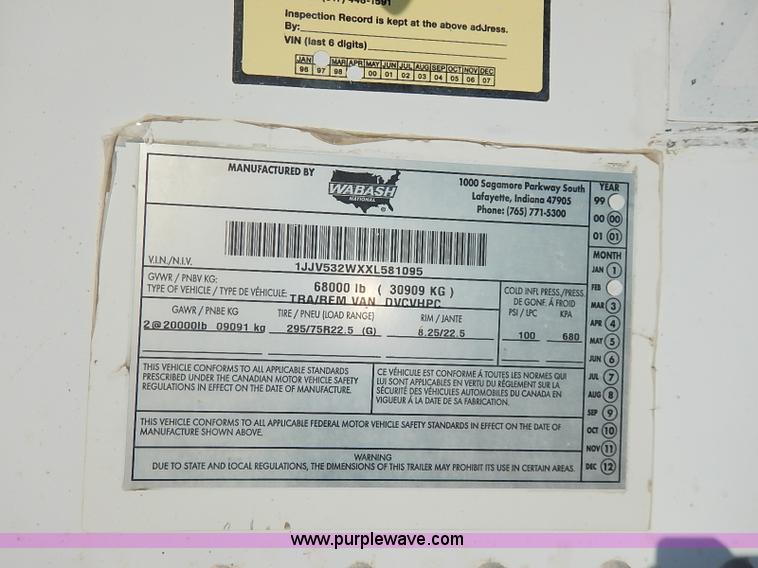 Inspection Record is kept at the above address.
By:
VIN (last 6 digits)
JAN MAR APR MAY JUN JUL AUG SEP OCT NOV DEC
96 97 98 00 01 02 03 04 05 06 07
MANUFACTURED BY
WABASH
NATIONAL
®
1000 Sagamore Parkway South
Lafayette, Indiana 47905
Phone: (765) 771-5300
YEAR
99
00 00
01 01
MONTH
JAN 1
FEB
MAR 3
APR 4
MAY 5
JUN 6
JUL 7
AUG 8
SEP 9
OCT 10
NOV 11
DEC 12
V.I.N./N.I.V.
1JJV532WXXL581095
GVWR / PNBV KG: 68000 lb ( 30909 KG )
TYPE OF VEHICLE / TYPE DE VÉHICULE: TRA/REM VAN DVCVHPC
COLD INFL PRESS./PRESS.
DE GONF. À FROID
PSI / LPC KPA
GAWR / PNBE KG TIRE / PNEU (LOAD RANGE) RIM / JANTE
2@20000lb 09091 kg 295/75R22.5 (G) 8.25/22.5 100 680
THIS VEHICLE CONFORMS TO ALL APPLICABLE STANDARDS
PRESCRIBED UNDER THE CANADIAN MOTOR VEHICLE SAFETY
REGULATIONS IN EFFECT ON THE DATE OF MANUFACTURE.
CE VÉHICULE EST CONFORME À TOUTES LES NORMES QUI
LUI SONT APPLICABLES EN VERTU DU RÉGLEMENT SUR LA
SÉCURITÉ DES VÉHICULES AUTOMOBILES DU CANADA EN
VIGUEUR À LA DATE DE SA FABRICATION.
THIS VEHICLE CONFORMS TO ALL APPLICABLE FEDERAL MOTOR VEHICLE SAFETY STANDARDS IN EFFECT ON THE DATE OF
MANUFACTURE SHOWN ABOVE.
WARNING
DUE TO STATE AND LOCAL REGULATIONS, THE DIMENSIONS OF THIS TRAILER MAY PROHIBIT ITS USE IN CERTAIN AREAS.
www.purplewave.com